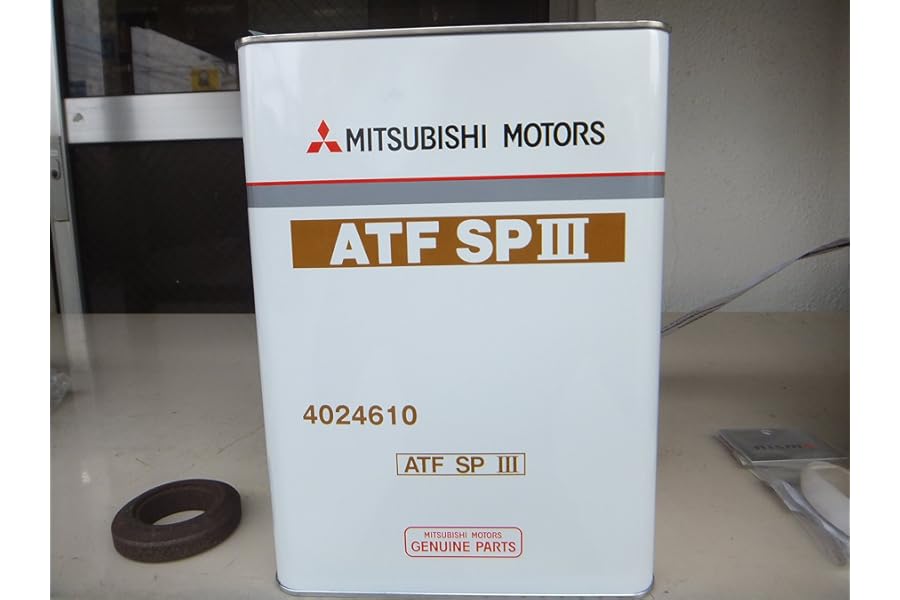 MITSUBISHI MOTORS
ATF SPIII
4024610
ATF SP III
MITSUBISHI MOTORS
GENUINE PARTS